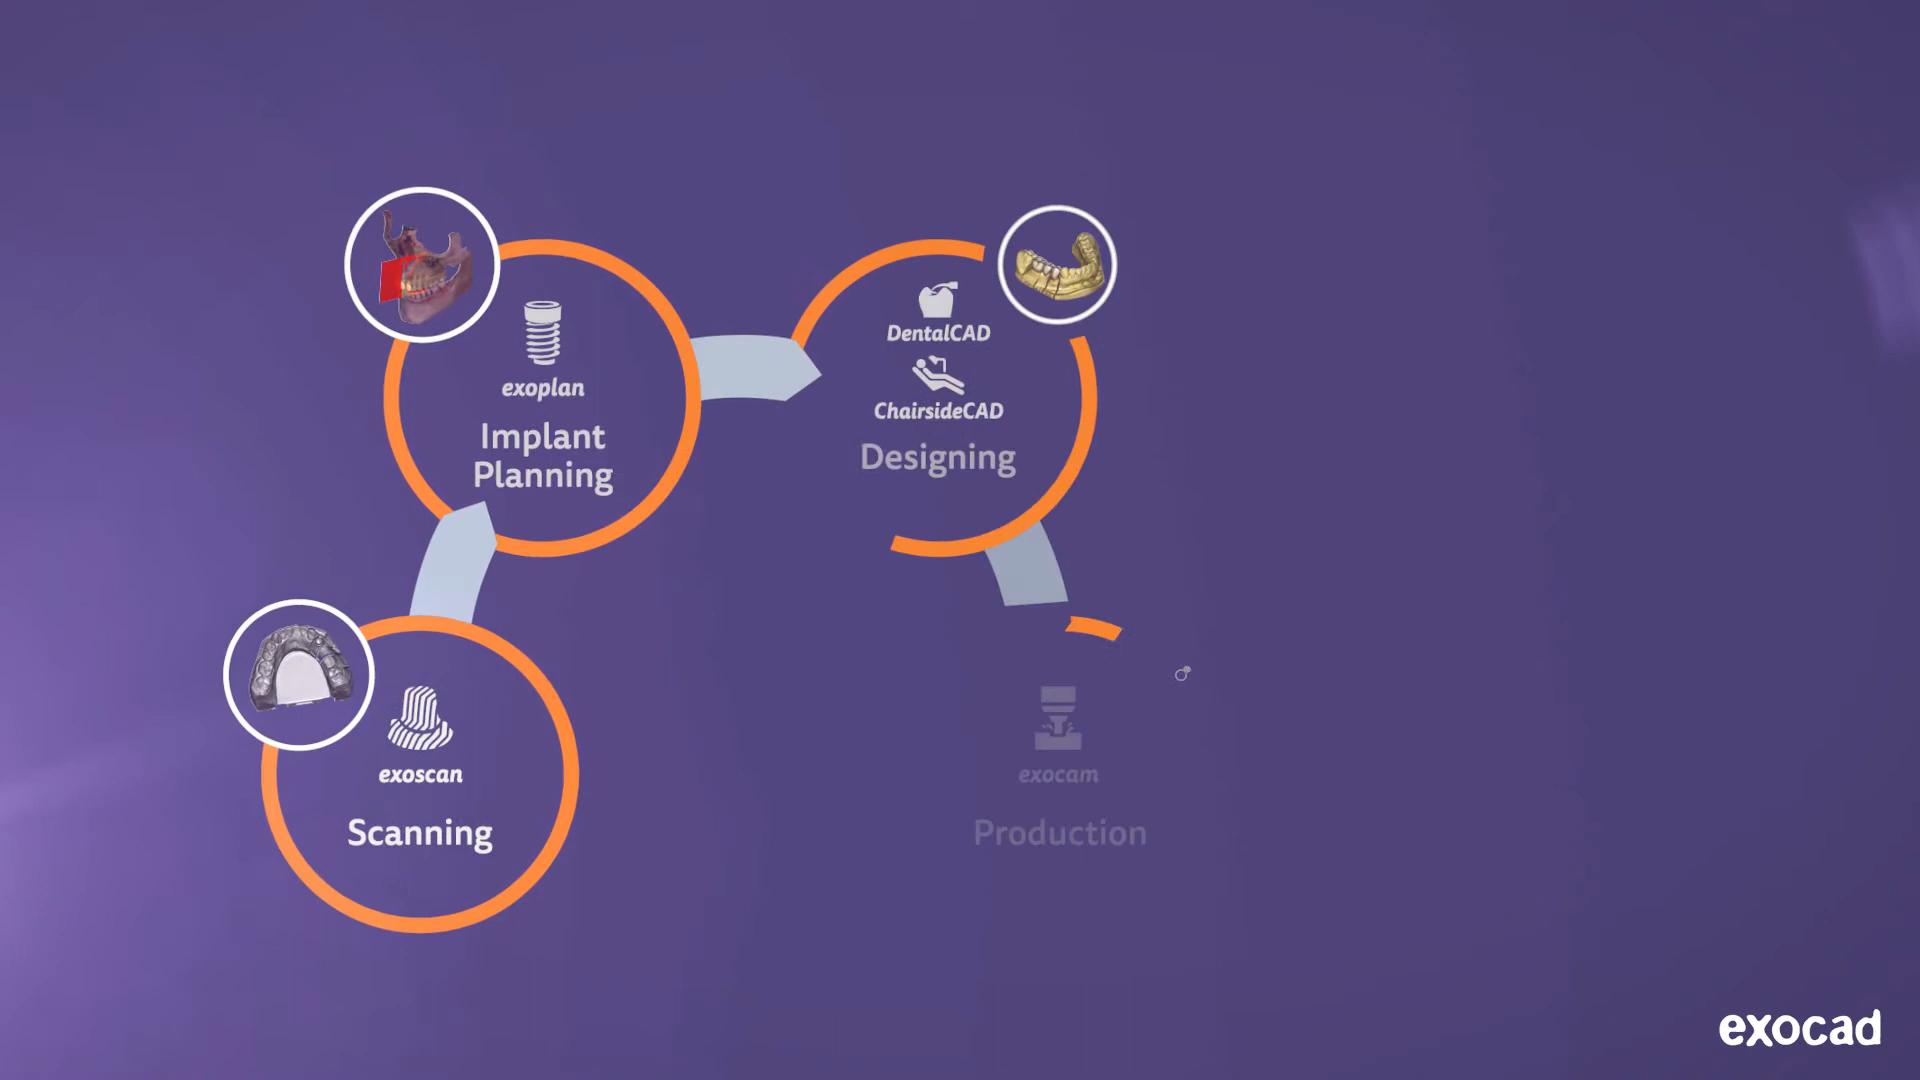 exoplan
Implant
Planning
DentalCAD
ChairsideCAD
Designing
exoscan
Scanning
exocam
Production
exocad